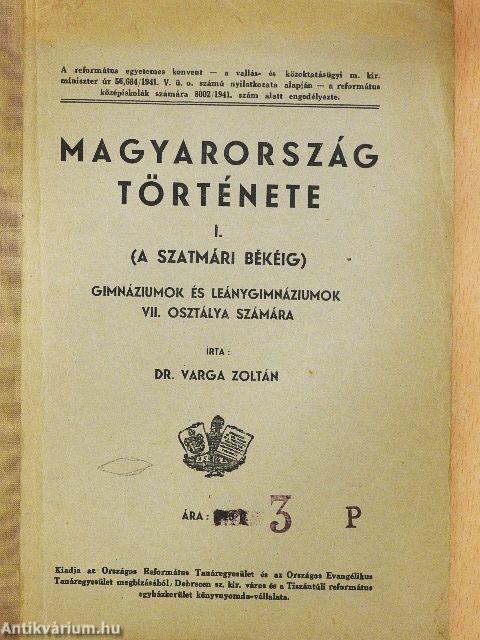 A református egyetemes konvent — a vallás- és közoktatásügyi m. kir.
miniszter úr 56,684/1941. V. ü. o. számú nyilatkozata alapján — a református
középiskolák számára 8002/1941. szám alatt engedélyezte.
MAGYARORSZÁG
TÖRTÉNETE
I.
(A SZATMÁRI BÉKÉIG)
GIMNÁZIUMOK ÉS LEÁNYGIMNÁZIUMOK
VII. OSZTÁLYA SZÁMÁRA
ÍRTA :
DR. VARGA ZOLTÁN
ÁRA : 3 P
Kiadja az Országos Református Tanáregyesület és az Országos Evangélikus
Tanáregyesület megbízásából, Debrecen sz. kir. város és a Tiszántúli református
egyházkerület könyvnyomda-vállalata.
Antikvárium.hu